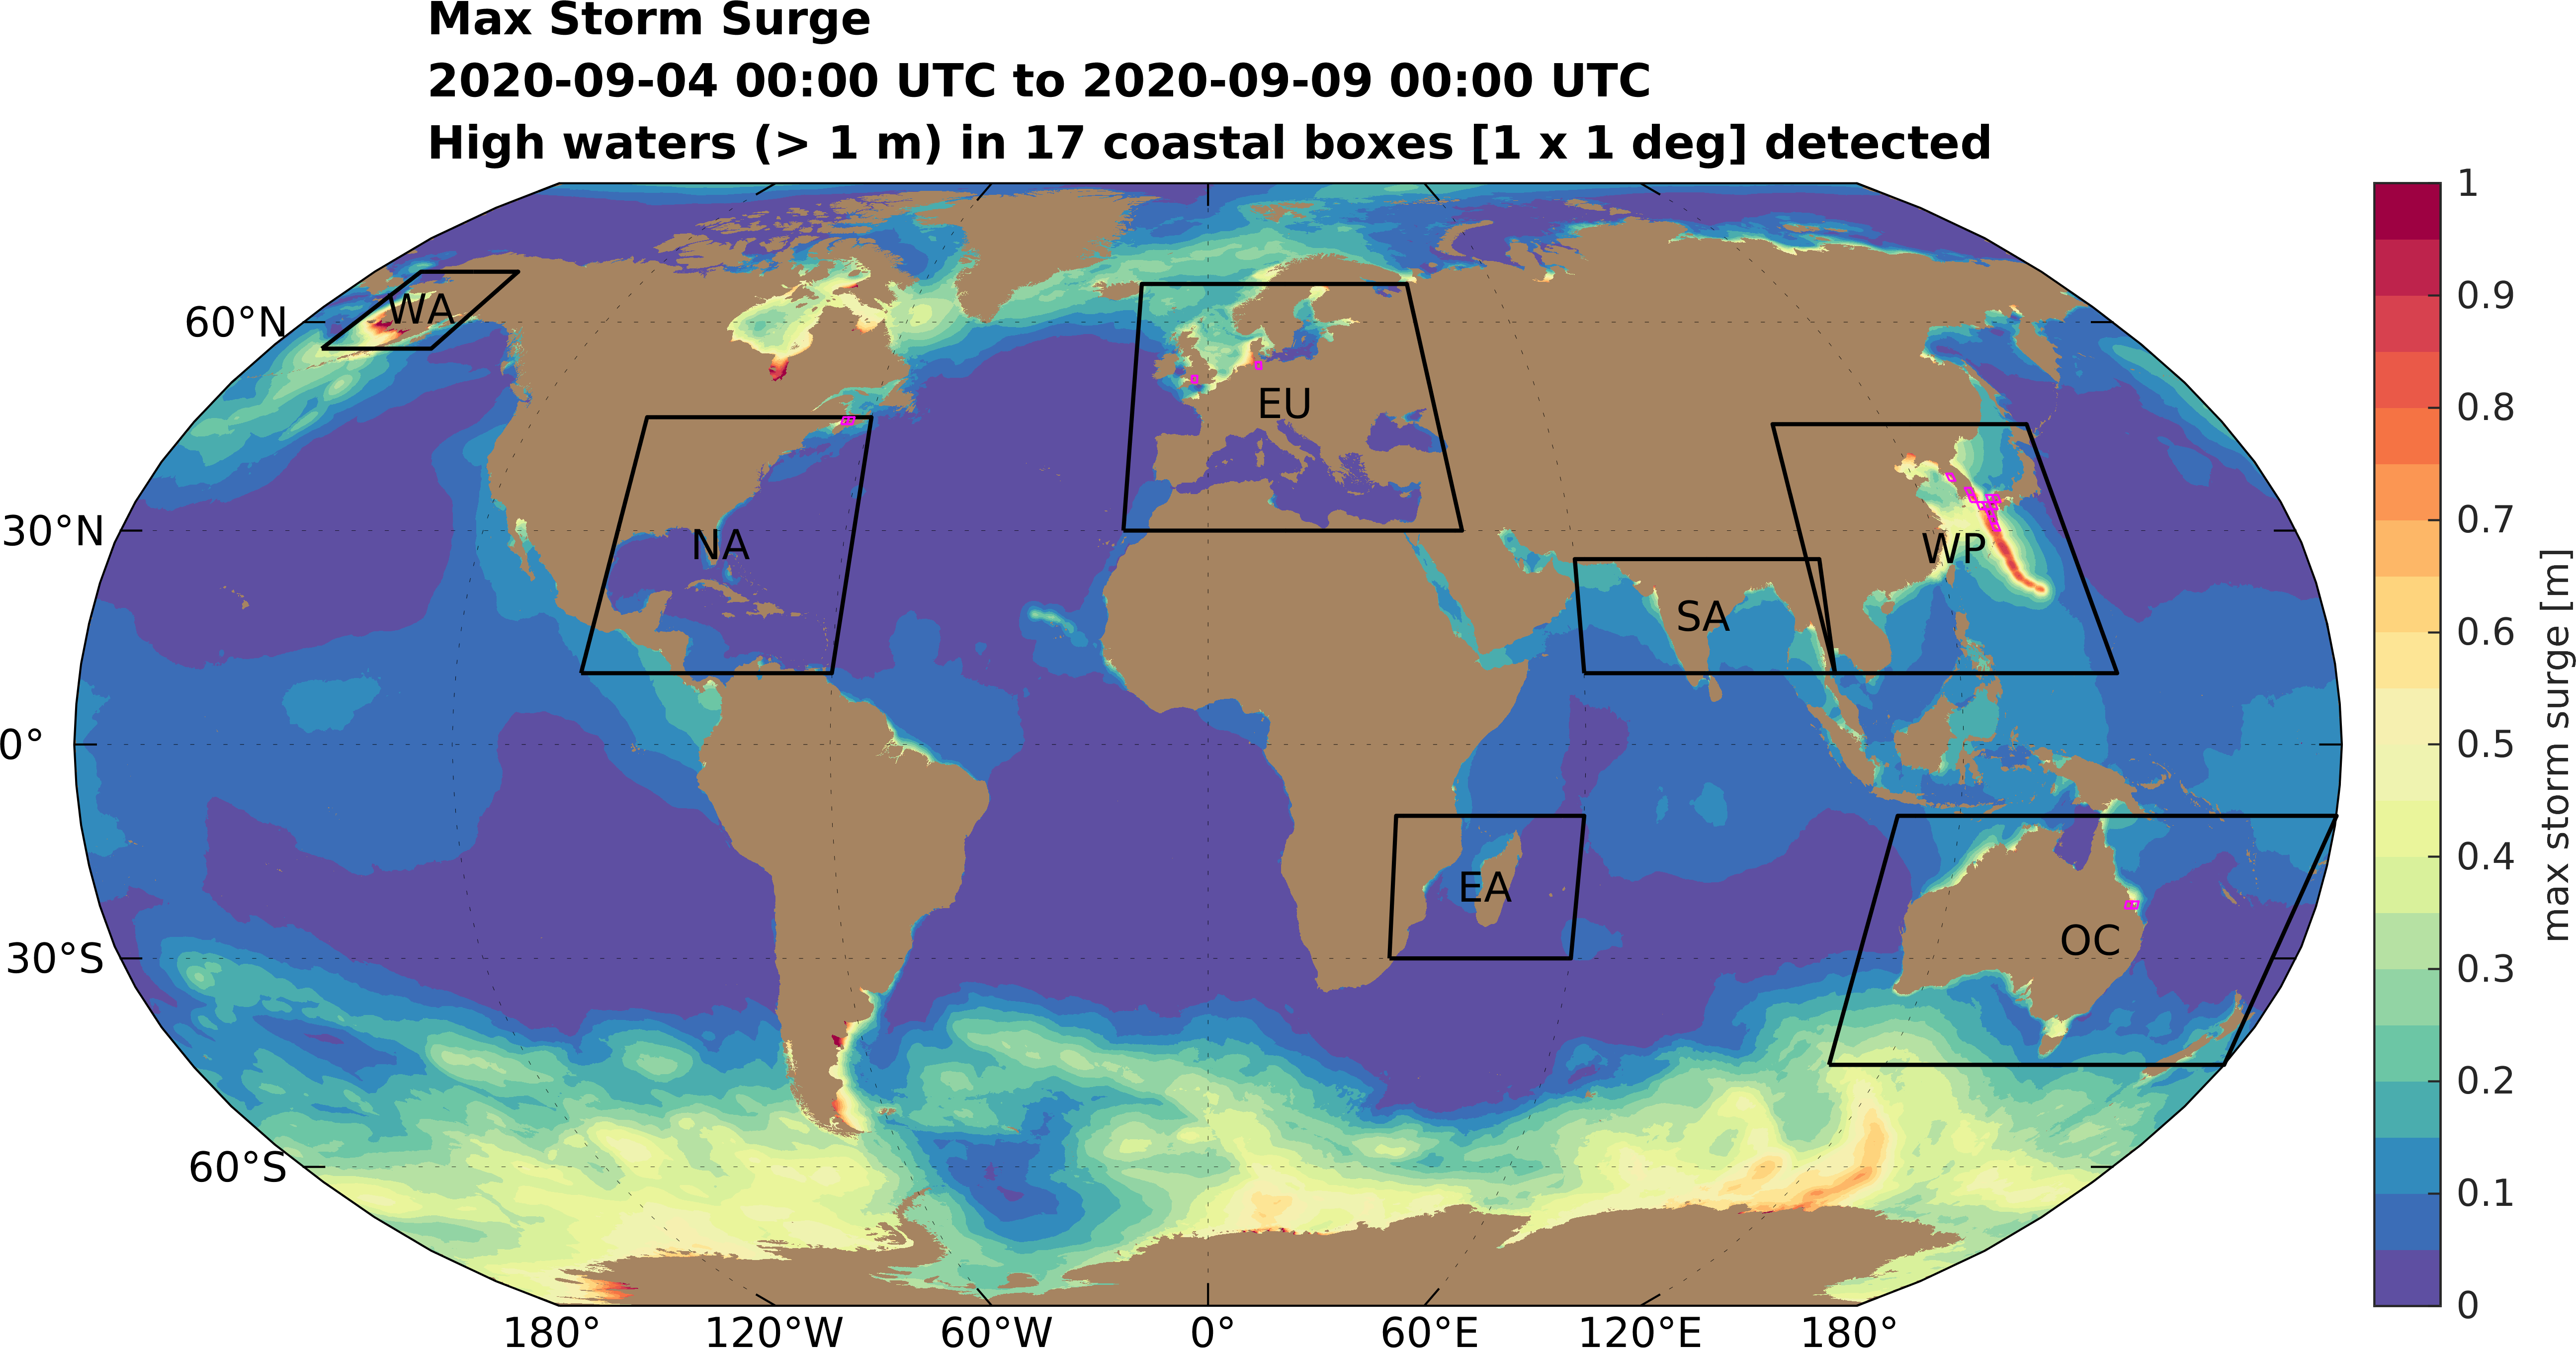 Max Storm Surge
2020-09-04 00:00 UTC to 2020-09-09 00:00 UTC
High waters (> 1 m) in 17 coastal boxes [1 x 1 deg] detected
60°N
30°N
0°
30°S
60°S
180°
120°W
60°W
0°
60°E
120°E
180°
WA
NA
EU
SA
WP
EA
OC
1
0.9
0.8
0.7
0.6
0.5
0.4
0.3
0.2
0.1
0
max storm surge [m]